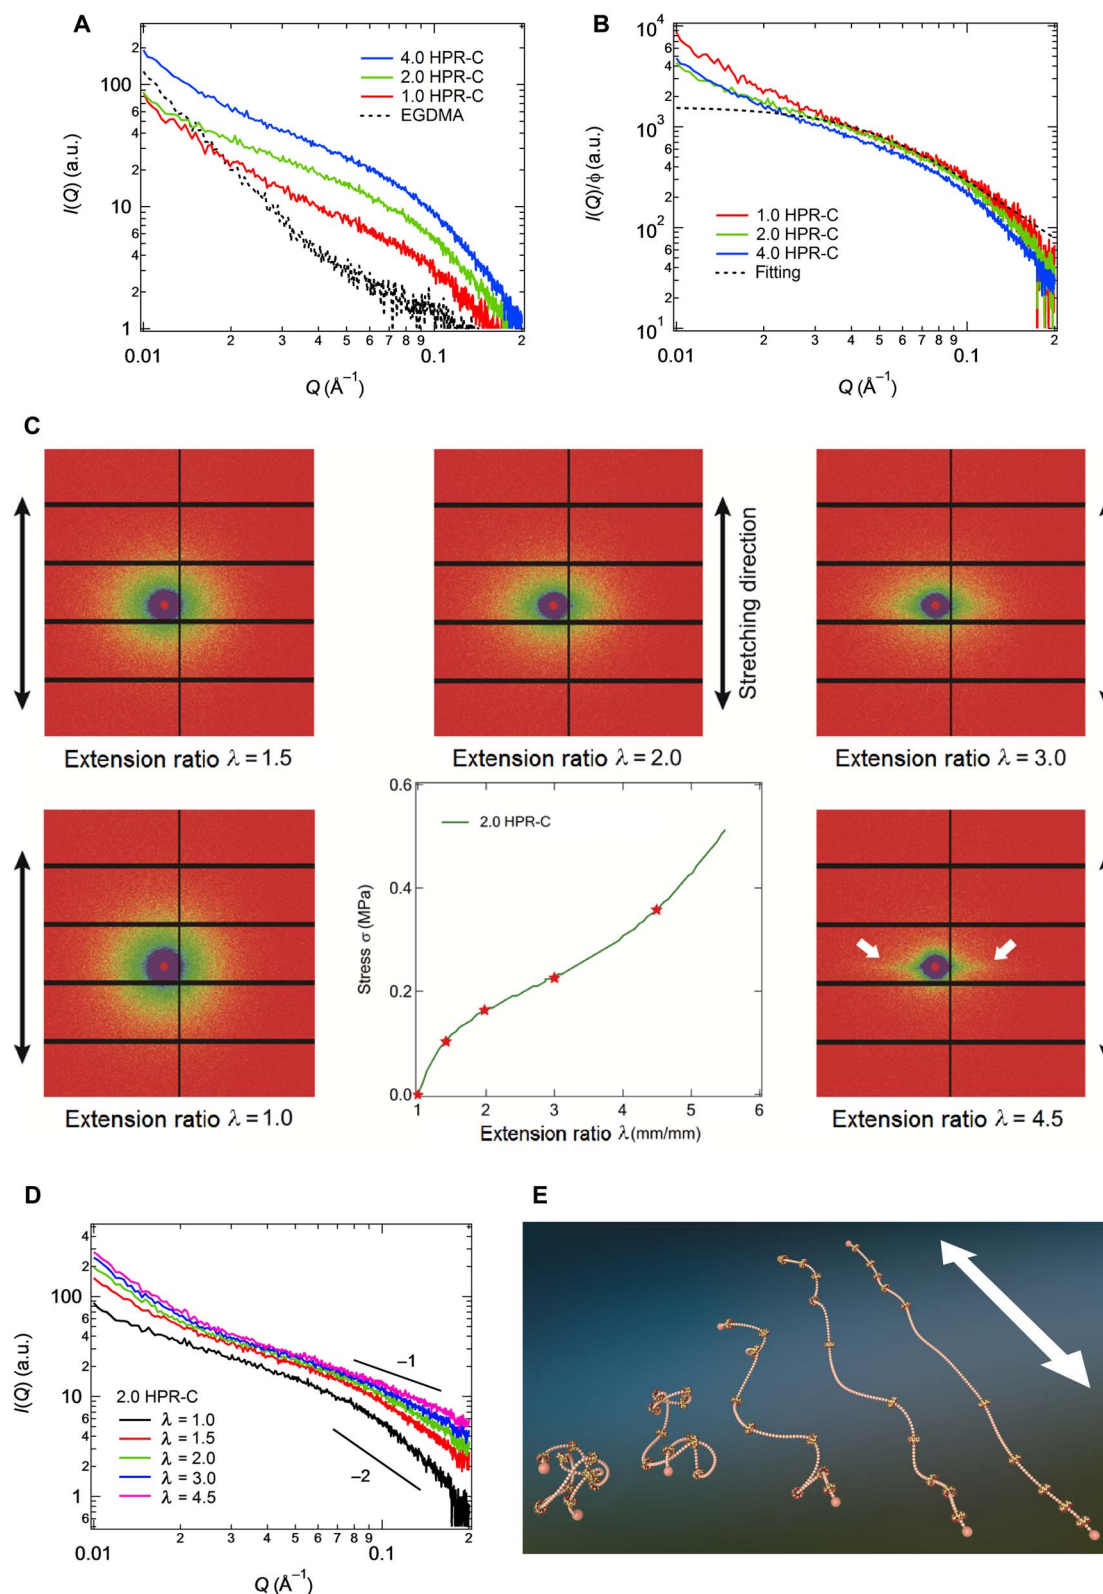 A
I(Q) (a.u.)
2
100
6
4
2
10
6
4
2
1
4.0 HPR-C
2.0 HPR-C
1.0 HPR-C
EGDMA
0.01
2
3
4
5
6
7
8
9
0.1
2
Q (Å⁻¹)
B
I(Q)/ϕ (a.u.)
10⁴
6
4
2
10³
6
4
2
10²
6
4
2
10¹
1.0 HPR-C
2.0 HPR-C
4.0 HPR-C
Fitting
0.01
2
3
4
5
6
7
8
9
0.1
2
Q (Å⁻¹)
C
Extension ratio λ = 1.5
Stretching direction
Extension ratio λ = 2.0
Extension ratio λ = 3.0
Extension ratio λ = 1.0
Stress σ (MPa)
0.6
0.4
0.2
0.0
2.0 HPR-C
1 2 3 4 5 6
Extension ratio λ (mm/mm)
Extension ratio λ = 4.5
D
I(Q) (a.u.)
4
2
100
6
4
2
10
6
4
2
1
6
–1
–2
2.0 HPR-C
λ = 1.0
λ = 1.5
λ = 2.0
λ = 3.0
λ = 4.5
0.01
2
3
4
5
6
7
8
9
0.1
2
Q (Å⁻¹)
E